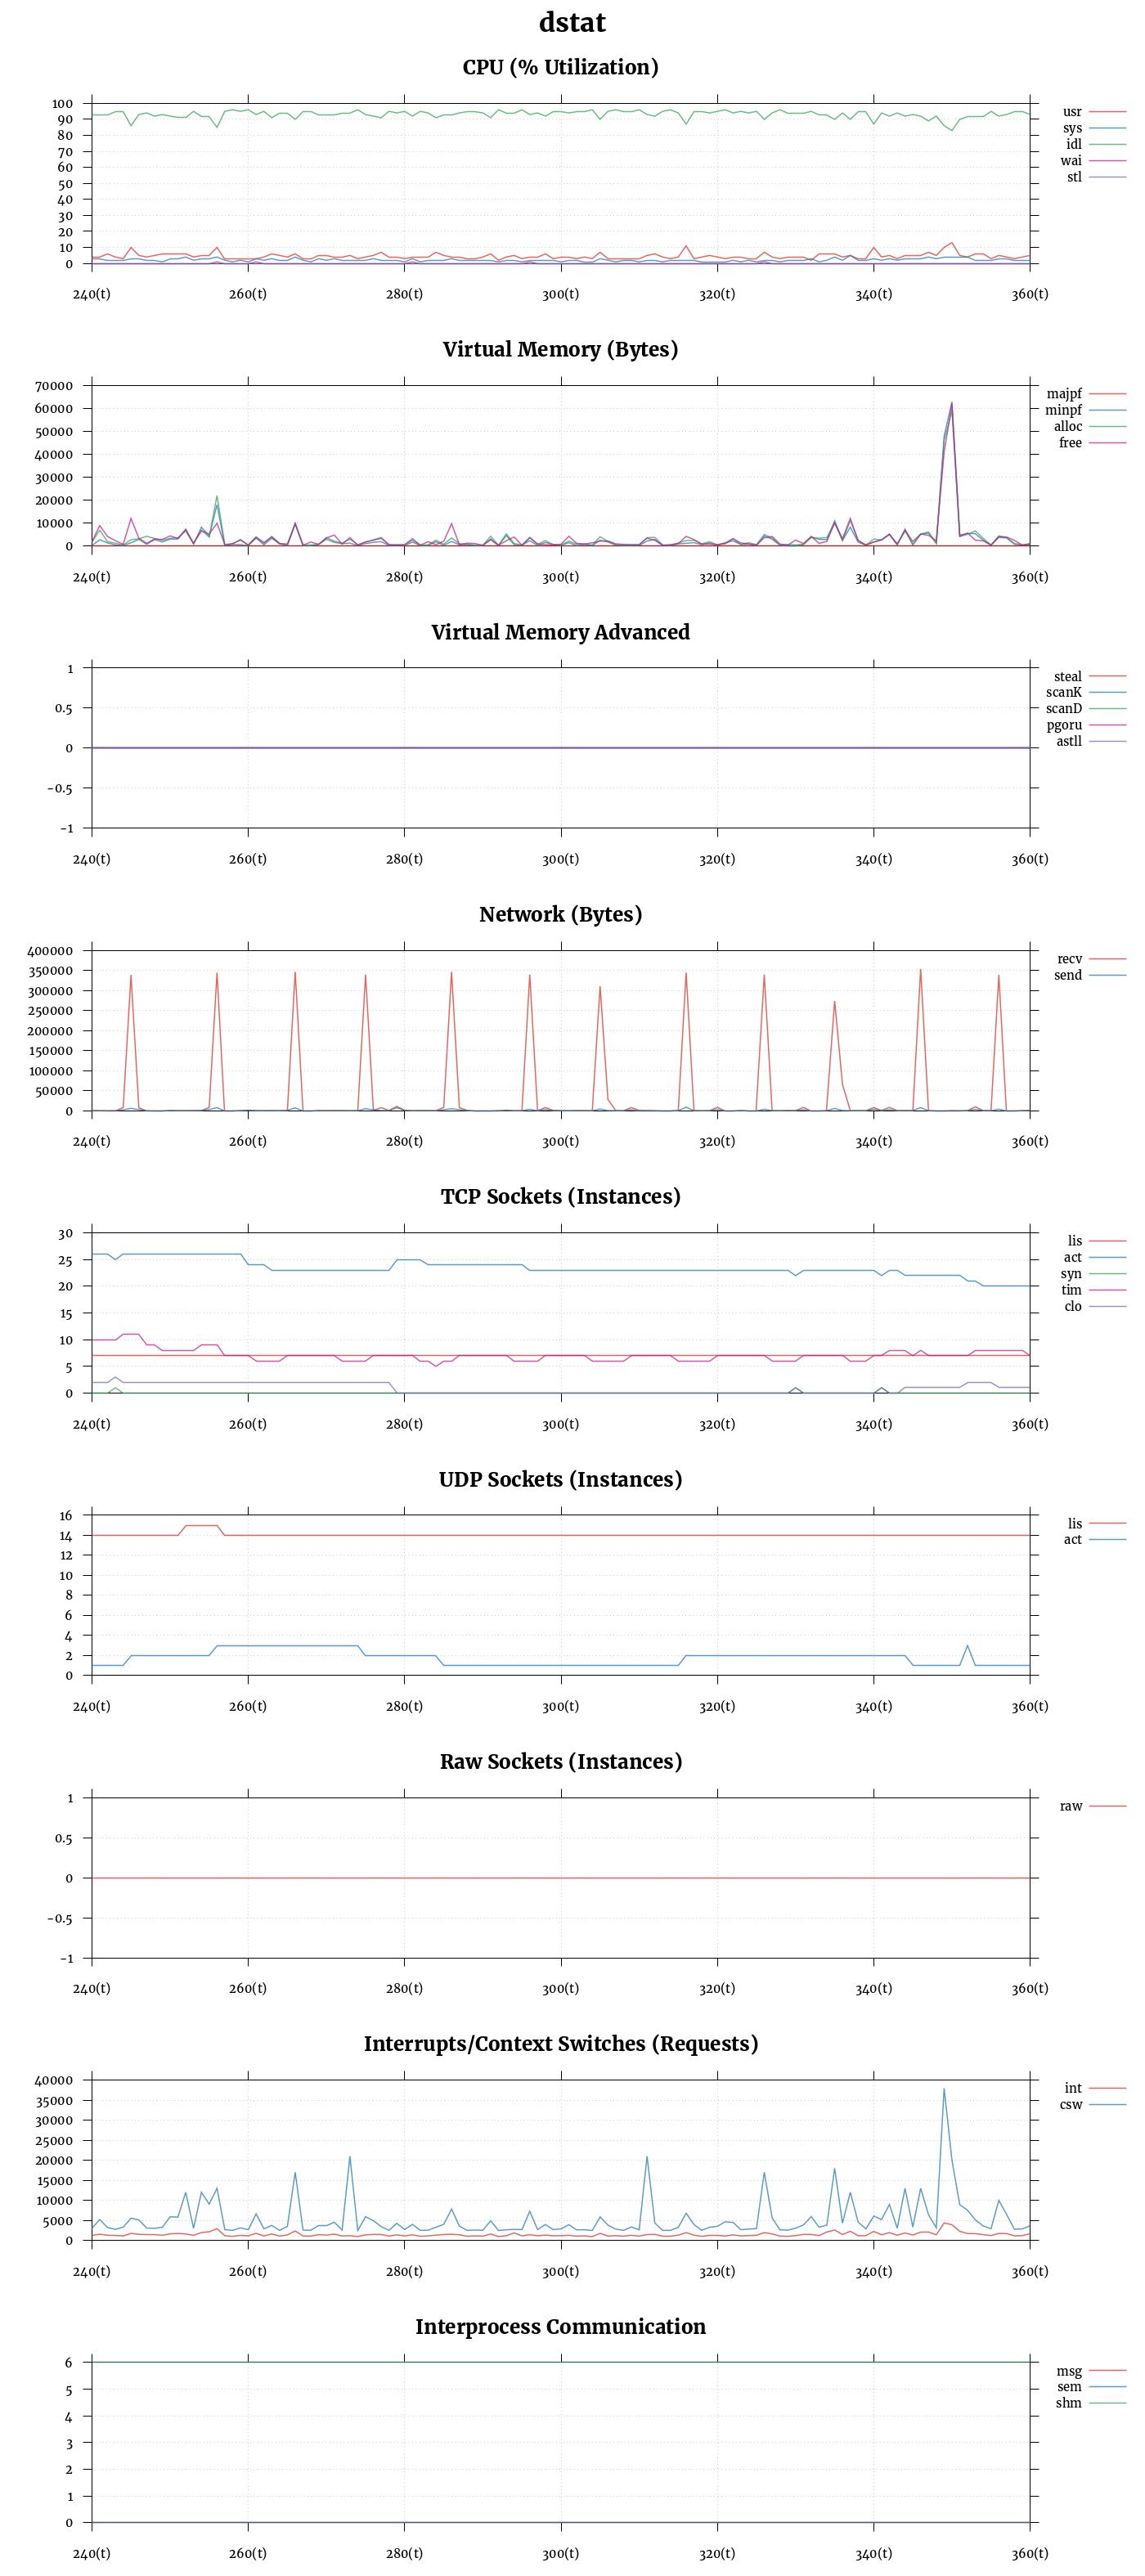 dstat
CPU (% Utilization)
100
90
80
70
60
50
40
30
20
10
0
240(t) 260(t) 280(t) 300(t) 320(t) 340(t) 360(t)
usr
sys
idl
wai
stl
Virtual Memory (Bytes)
70000
60000
50000
40000
30000
20000
10000
0
240(t) 260(t) 280(t) 300(t) 320(t) 340(t) 360(t)
majpf
minpf
alloc
free
Virtual Memory Advanced
1
0.5
0
-0.5
-1
240(t) 260(t) 280(t) 300(t) 320(t) 340(t) 360(t)
steal
scanK
scanD
pgoru
astll
Network (Bytes)
400000
350000
300000
250000
200000
150000
100000
50000
0
240(t) 260(t) 280(t) 300(t) 320(t) 340(t) 360(t)
recv
send
TCP Sockets (Instances)
30
25
20
15
10
5
0
240(t) 260(t) 280(t) 300(t) 320(t) 340(t) 360(t)
lis
act
syn
tim
clo
UDP Sockets (Instances)
16
14
12
10
8
6
4
2
0
240(t) 260(t) 280(t) 300(t) 320(t) 340(t) 360(t)
lis
act
Raw Sockets (Instances)
1
0.5
0
-0.5
-1
240(t) 260(t) 280(t) 300(t) 320(t) 340(t) 360(t)
raw
Interrupts/Context Switches (Requests)
40000
35000
30000
25000
20000
15000
10000
5000
0
240(t) 260(t) 280(t) 300(t) 320(t) 340(t) 360(t)
int
csw
Interprocess Communication
6
5
4
3
2
1
0
240(t) 260(t) 280(t) 300(t) 320(t) 340(t) 360(t)
msg
sem
shm